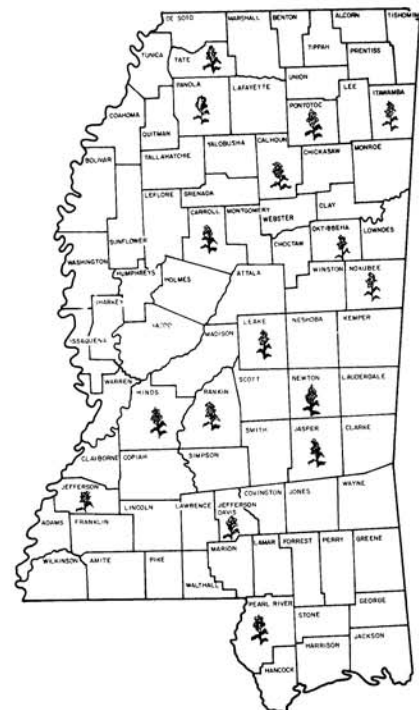 DE SOTO
MARSHALL
BENTON
ALCORN
TISHOMI
TIPPAH
TUNICA
TATE
PRENTISS
PANOLA
LAFAYETTE
UNION
LEE
ITAWAMBA
PONTOTOC
COAHOMA
QUITMAN
YALOBUSHA
CALHOUN
CHICKASAW
MONROE
BOLIVAR
TALLAHATCHIE
LEFLORE
GRENADA
CARROLL
MONTGOMERY
WEBSTER
CLAY
OKTIBBEHA
LOWNDES
SUNFLOWER
CHOCTAW
WASHINGTON
HUMPHREYS
HOLMES
ATTALA
WINSTON
NOXUBEE
ISSAQUENA
MADISON
LEAKE
NESHOBA
KEMPER
WARREN
HINDS
RANKIN
SCOTT
NEWTON
LAUDERDALE
SMITH
JASPER
CLARKE
CLAIBORNE
COPIAH
SIMPSON
JEFFERSON
LINCOLN
LAWRENCE
JEFFERSON
DAVIS
COVINGTON
JONES
WAYNE
ADAMS
FRANKLIN
MARION
LAMAR
FORREST
PERRY
GREENE
WILKINSON
AMITE
PIKE
WALTHALL
PEARL RIVER
STONE
GEORGE
HARRISON
JACKSON
HANCOCK